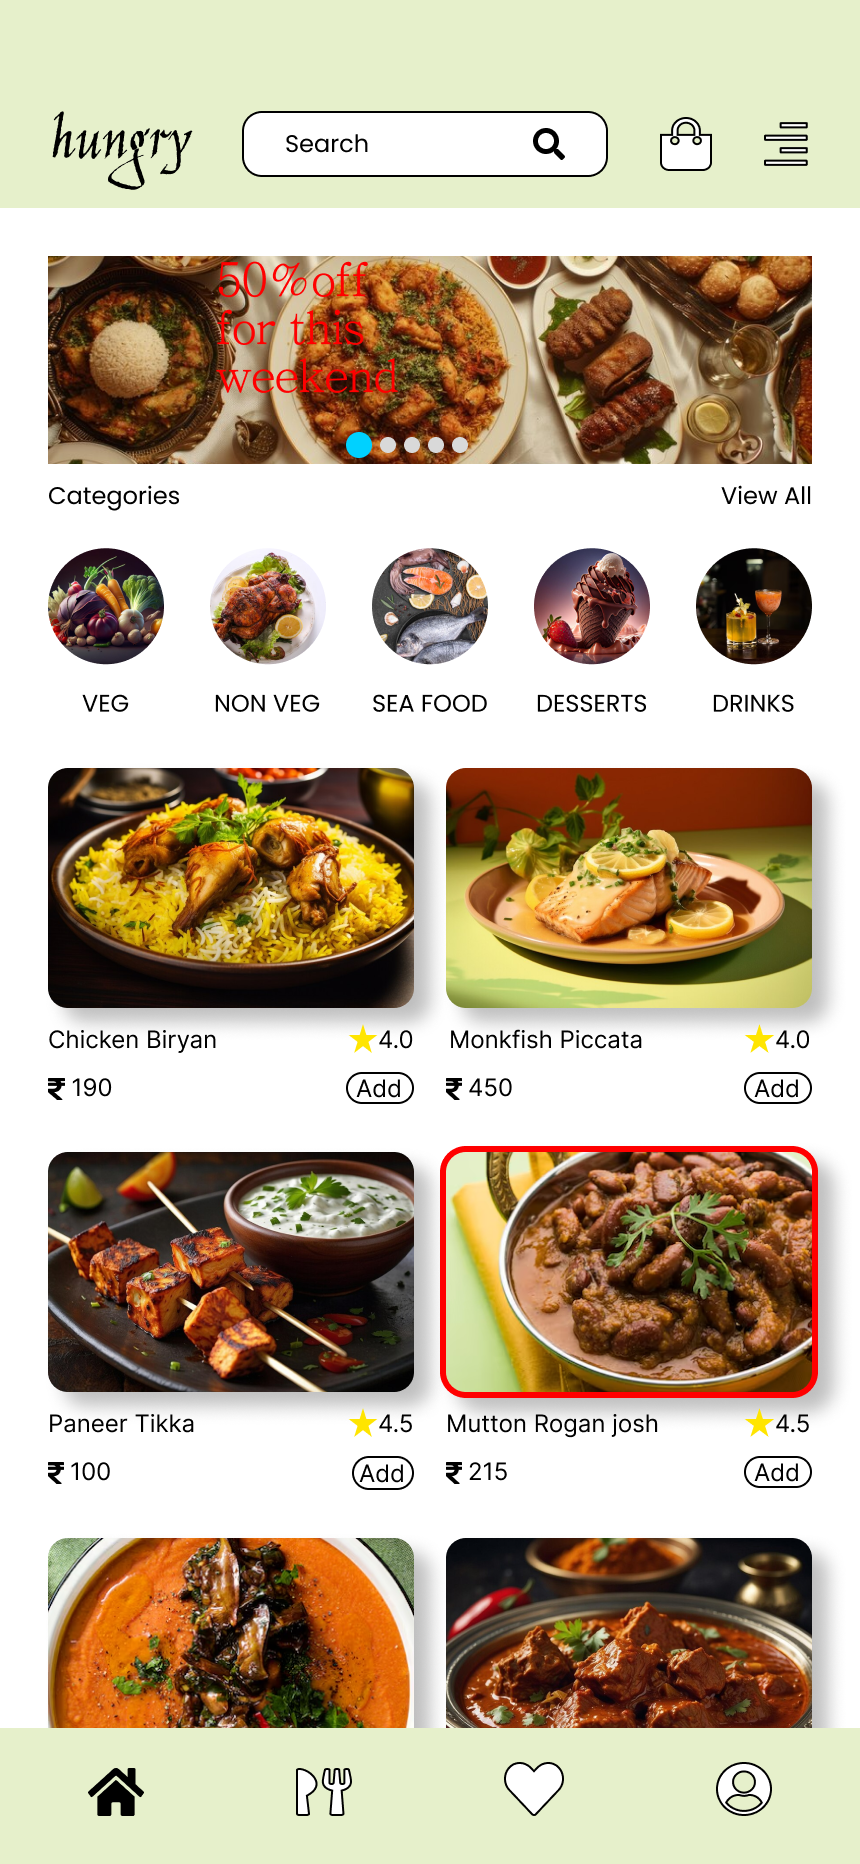 hungry
Search
50%off
for this
weekend
Categories
View All
VEG
NON VEG
SEA FOOD
DESSERTS
DRINKS
Chicken Biryan
4.0
₹ 190
Add
Monkfish Piccata
4.0
₹ 450
Add
Paneer Tikka
4.5
₹ 100
Add
Mutton Rogan josh
4.5
₹ 215
Add